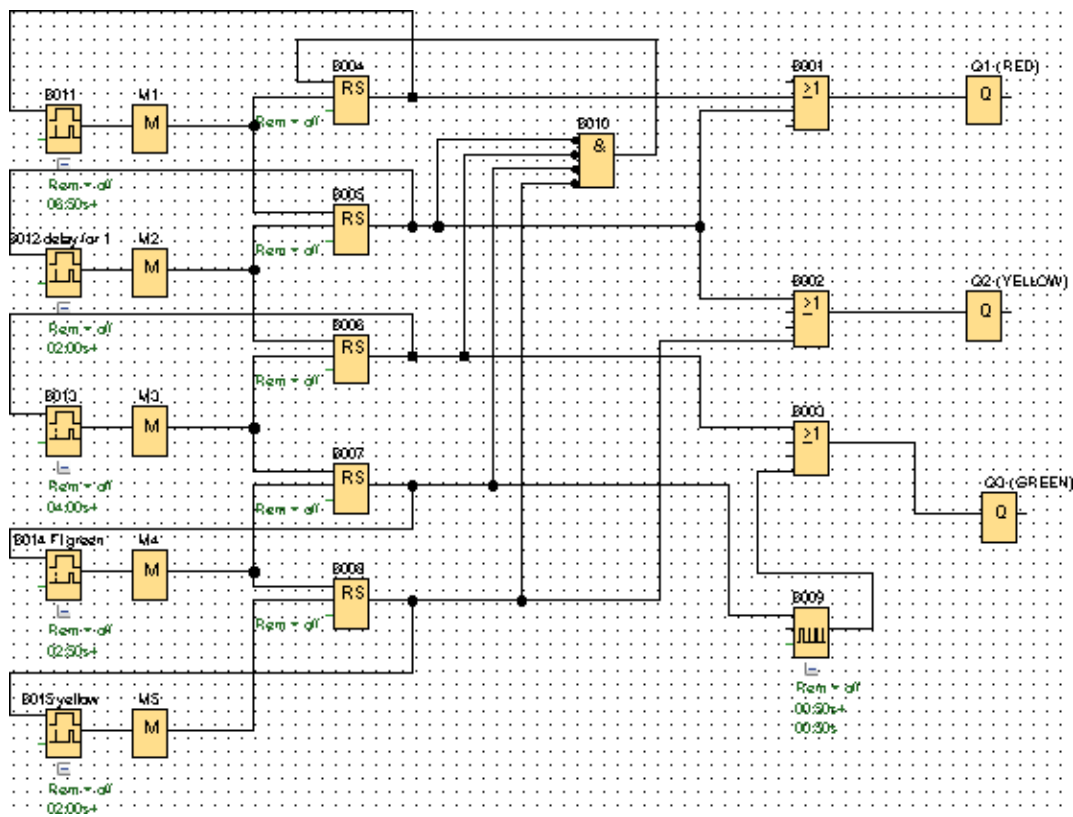 B004
RS
Rem = off
B001
≥1
Q1 (RED)
Q
B011
Rem = off
06:50s+
M1
M
B010
&
B005
RS
Rem = off
B012 delay for 1
Rem = off
02:00s+
M2
M
B002
≥1
Q2 (YELLOW)
Q
B006
RS
Rem = off
B013
Rem = off
04:00s+
M3
M
B003
≥1
Q3 (GREEN)
Q
B007
RS
Rem = off
B014 Fl green
Rem = off
02:50s+
M4
M
B008
RS
Rem = off
B009
Rem = off
00:50s+
00:50s
B015 yellow
Rem = off
02:00s+
M5
M